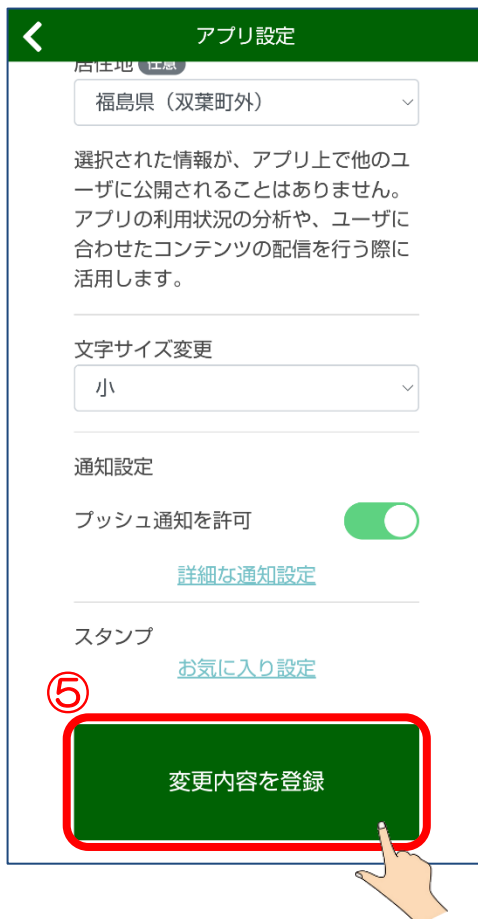 アプリ設定
居住地 任意
福島県（双葉町外）
選択された情報が、アプリ上で他のユ
ーザに公開されることはありません。
アプリの利用状況の分析や、ユーザに
合わせたコンテンツの配信を行う際に
活用します。
文字サイズ変更
小
通知設定
プッシュ通知を許可
詳細な通知設定
スタンプ
お気に入り設定
⑤
変更内容を登録